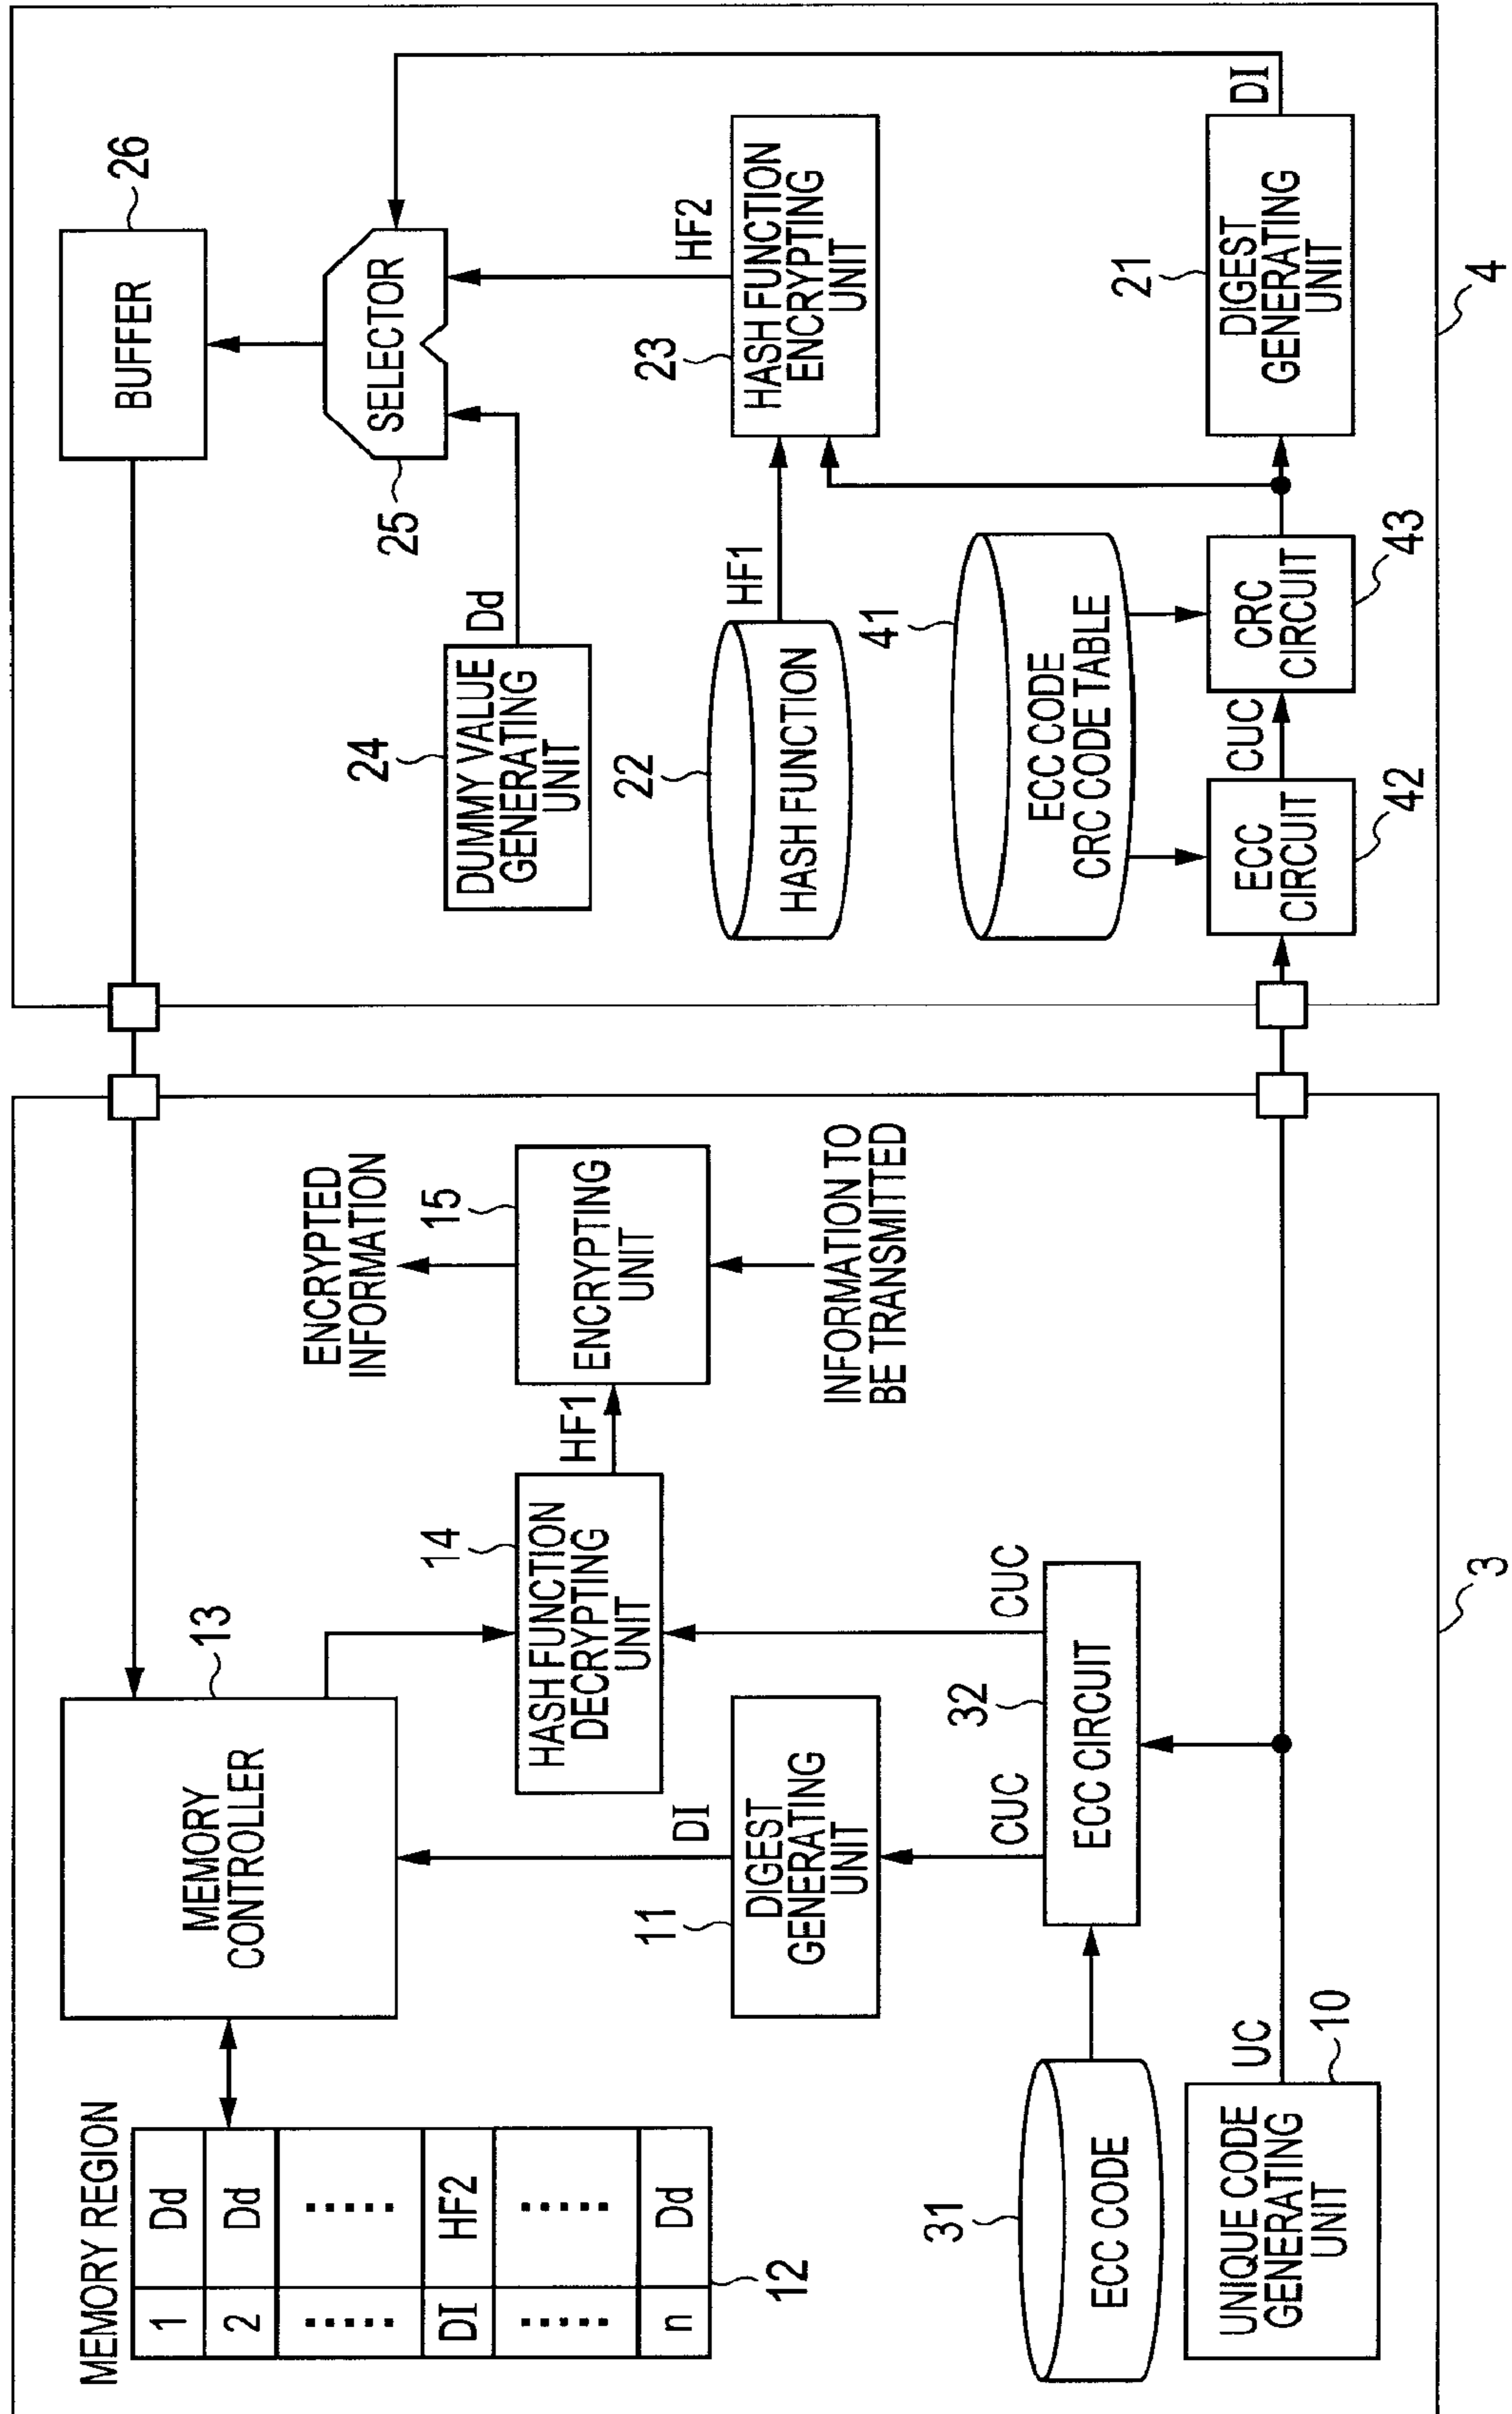 MEMORY REGION
1 Dd
2 Dd
..... .....
DI HF2
..... .....
n Dd
12
MEMORY
CONTROLLER
13
HASH FUNCTION
DECRYPTING
UNIT
14
HF1
ENCRYPTING
UNIT
15
ENCRYPTED
INFORMATION
INFORMATION TO
BE TRANSMITTED
DI
DIGEST
GENERATING
UNIT
11
CUC
CUC
ECC CIRCUIT
32
ECC CODE
31
UNIQUE CODE
GENERATING
UNIT
UC
10
3
BUFFER
26
SELECTOR
25
DUMMY VALUE
GENERATING
UNIT
24
Dd
HF2
HASH FUNCTION
ENCRYPTING
UNIT
23
HASH FUNCTION
22
HF1
ECC CODE
CRC CODE TABLE
41
ECC
CIRCUIT
42
CUC
CRC
CIRCUIT
43
DIGEST
GENERATING
UNIT
21
DI
4